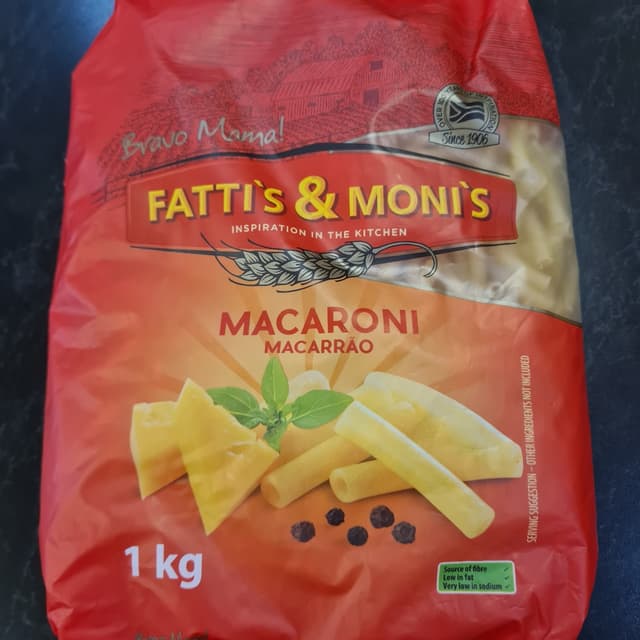 Bravo Mama!
Since 1906
FATTI`S & MONI`S
INSPIRATION IN THE KITCHEN
MACARONI
MACARRÃO
SERVING SUGGESTION – OTHER INGREDIENTS NOT INCLUDED
1 kg
Source of fibre
Low in fat
Very low in sodium